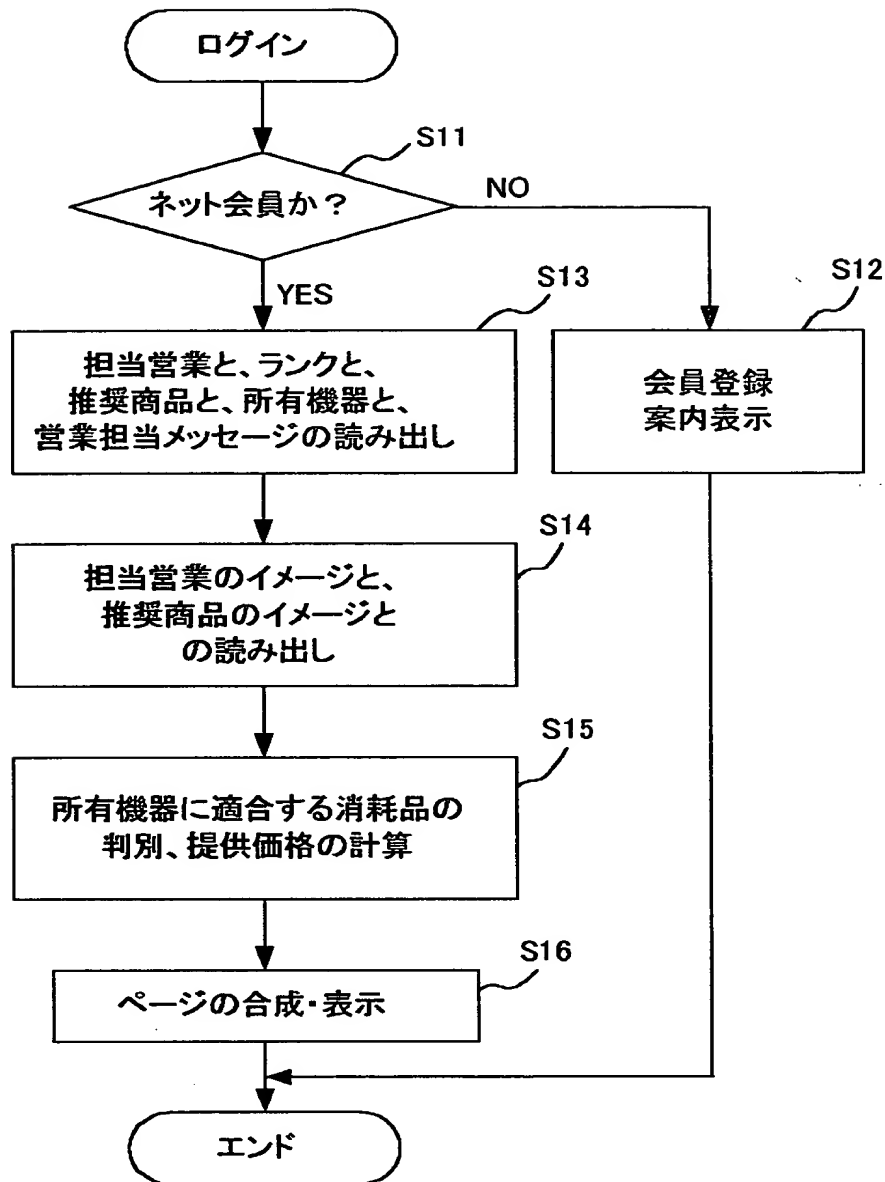 ログイン
S11
ネット会員か？
NO
YES
S13
担当営業と、ランクと、
推奨商品と、所有機器と、
営業担当メッセージの読み出し
S12
会員登録
案内表示
S14
担当営業のイメージと、
推奨商品のイメージと
の読み出し
S15
所有機器に適合する消耗品の
判別、提供価格の計算
S16
ページの合成・表示
エンド